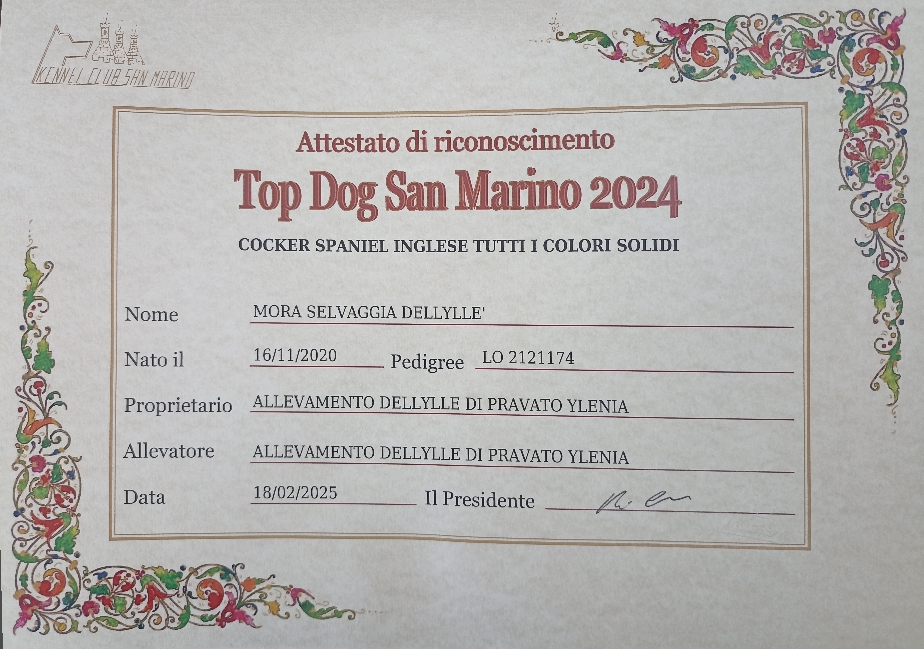 KENNEL CLUB SAN MARINO
Attestato di riconoscimento
Top Dog San Marino 2024
COCKER SPANIEL INGLESE TUTTI I COLORI SOLIDI
Nome MORA SELVAGGIA DELLYLLE'
Nato il 16/11/2020 Pedigree LO 2121174
Proprietario ALLEVAMENTO DELLYLLE DI PRAVATO YLENIA
Allevatore ALLEVAMENTO DELLYLLE DI PRAVATO YLENIA
Data 18/02/2025 Il Presidente